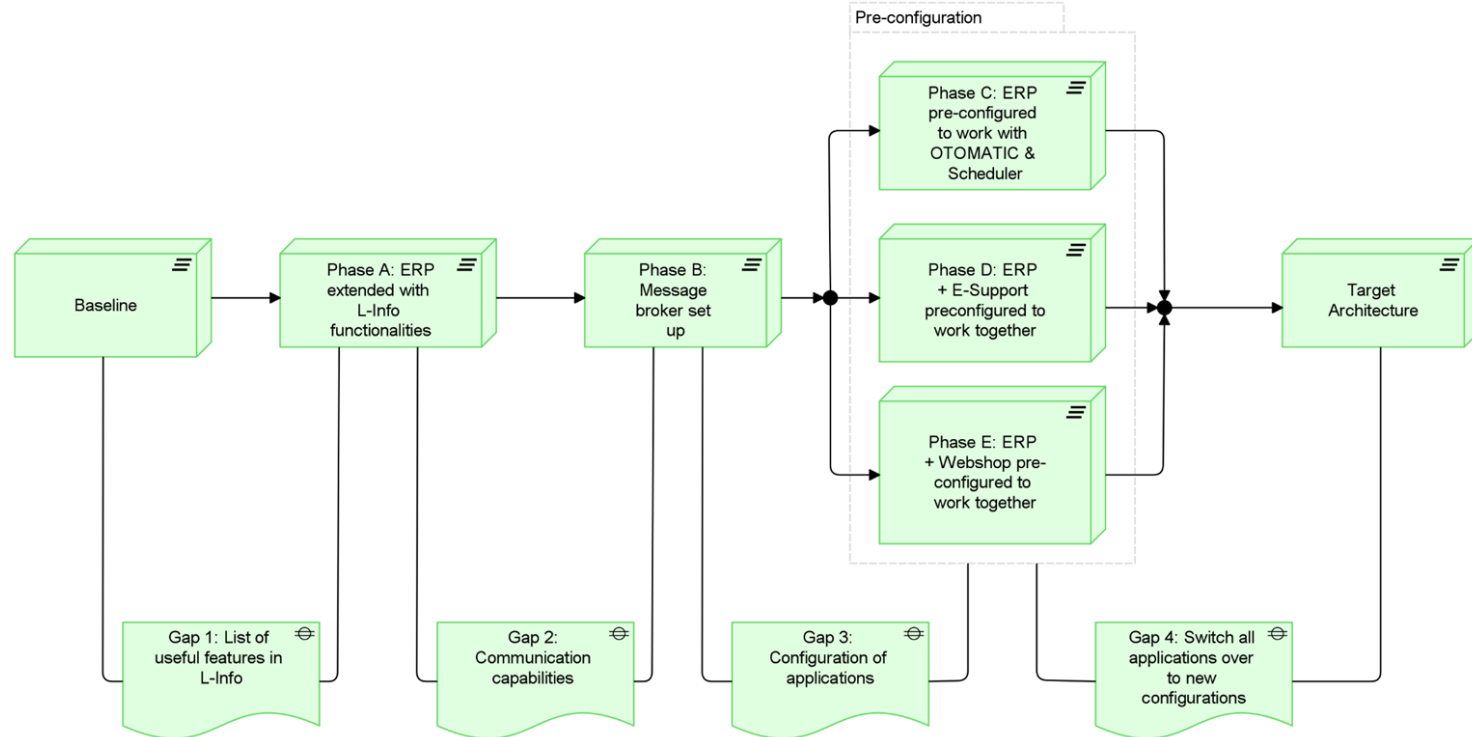 Pre-configuration
Phase C: ERP
pre-configured
to work with
OTOMATIC &
Scheduler
Baseline
Phase A: ERP
extended with
L-Info
functionalities
Phase B:
Message
broker set
up
Phase D: ERP
+ E-Support
preconfigured to
work together
Target
Architecture
Phase E: ERP
+ Webshop pre-
configured to
work together
Gap 1: List of
useful features in
L-Info
Gap 2:
Communication
capabilities
Gap 3:
Configuration of
applications
Gap 4: Switch all
applications over
to new
configurations